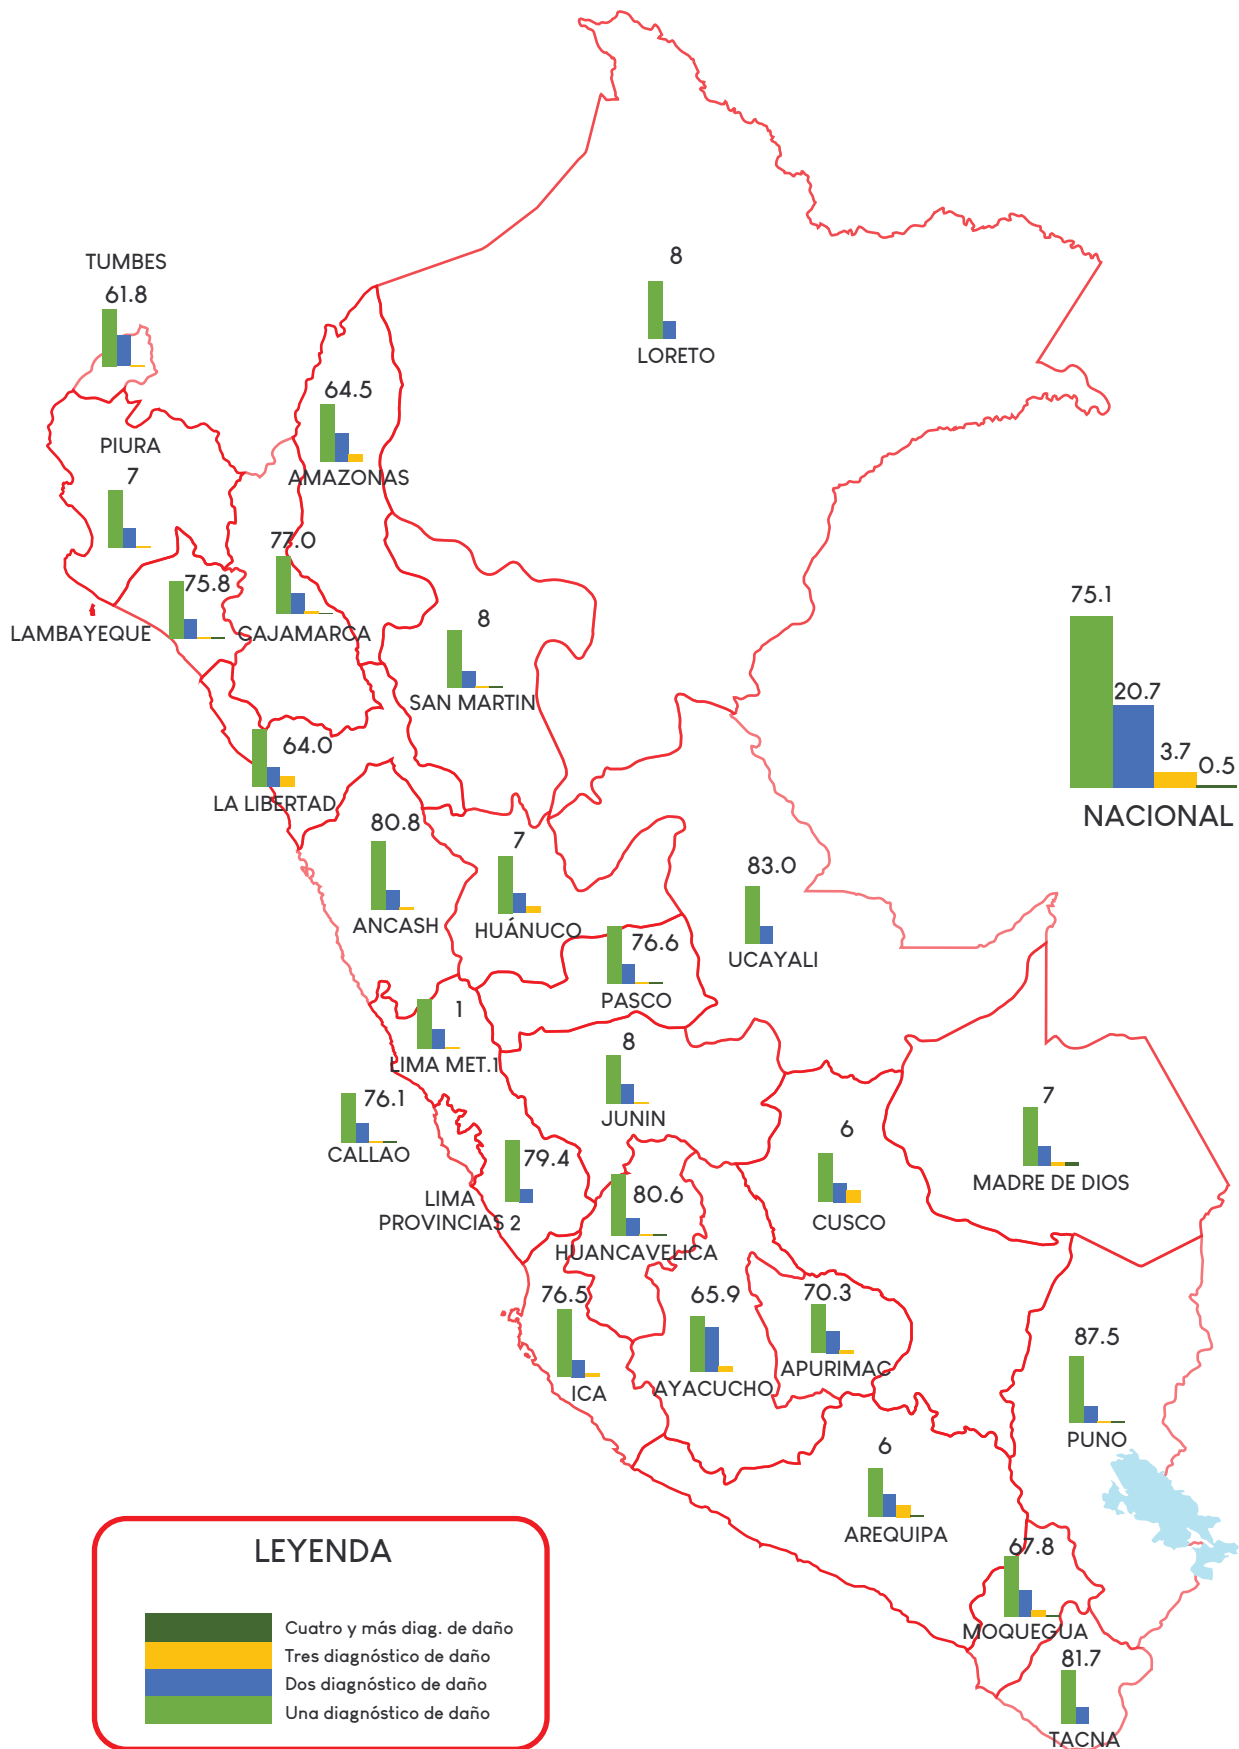 TUMBES
61.8
8
LORETO
64.5
AMAZONAS
PIURA
7
77.0
CAJAMARCA
75.8
LAMBAYEQUE
8
SAN MARTIN
75.1
20.7
3.7
0.5
NACIONAL
64.0
LA LIBERTAD
80.8
ANCASH
7
HUÁNUCO
83.0
UCAYALI
76.6
PASCO
1
LIMA MET.1
8
JUNIN
76.1
CALLAO
7
MADRE DE DIOS
6
CUSCO
79.4
LIMA
PROVINCIAS 2
80.6
HUANCAVELICA
76.5
ICA
65.9
AYACUCHO
70.3
APURIMAC
87.5
PUNO
6
AREQUIPA
67.8
MOQUEGUA
81.7
TACNA
LEYENDA
Cuatro y más diag. de daño
Tres diagnóstico de daño
Dos diagnóstico de daño
Una diagnóstico de daño